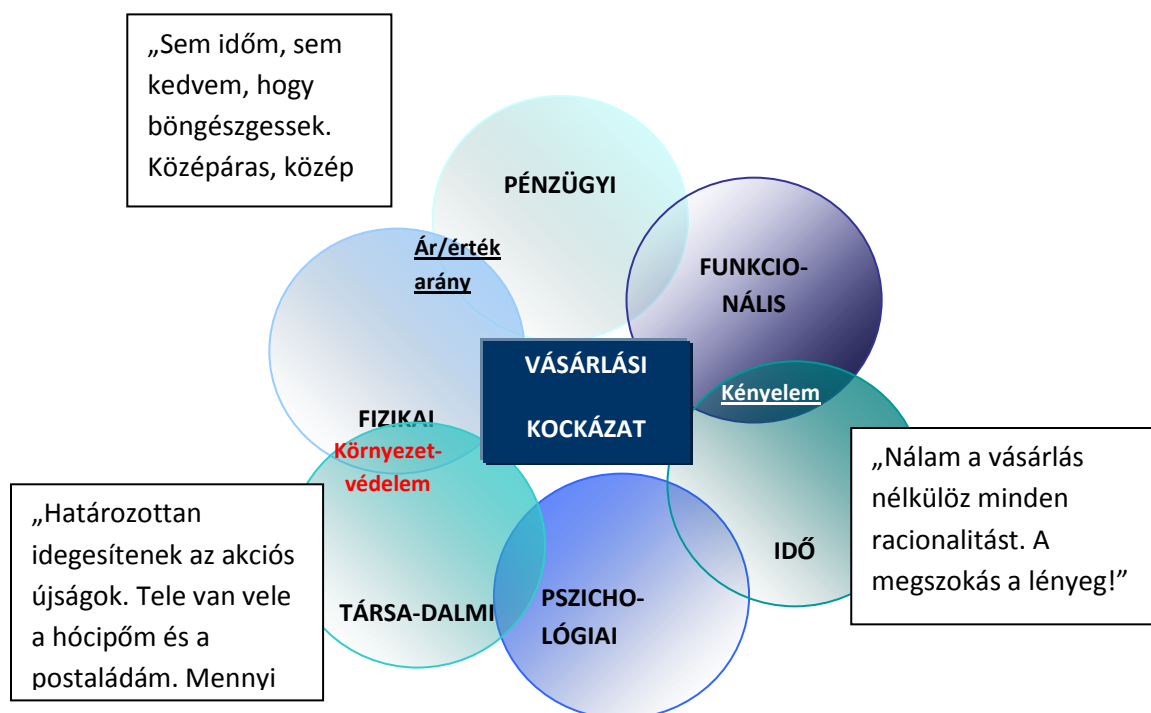 „Sem időm, sem
kedvem, hogy
böngészgessek.
Középáras, közép
PÉNZÜGYI
Ár/érték
arány
FUNKCIO-
NÁLIS
VÁSÁRLÁSI
KOCKÁZAT
Kényelem
FIZIKAI
Környezet-
védelem
„Határozottan
idegesítenek az akciós
újságok. Tele van vele
a hócipőm és a
postaládám. Mennyi
TÁRSA-DALMI
PSZICHO-
LÓGIAI
IDŐ
„Nálam a vásárlás
nélkülöz minden
racionalitást. A
megszokás a lényeg!”